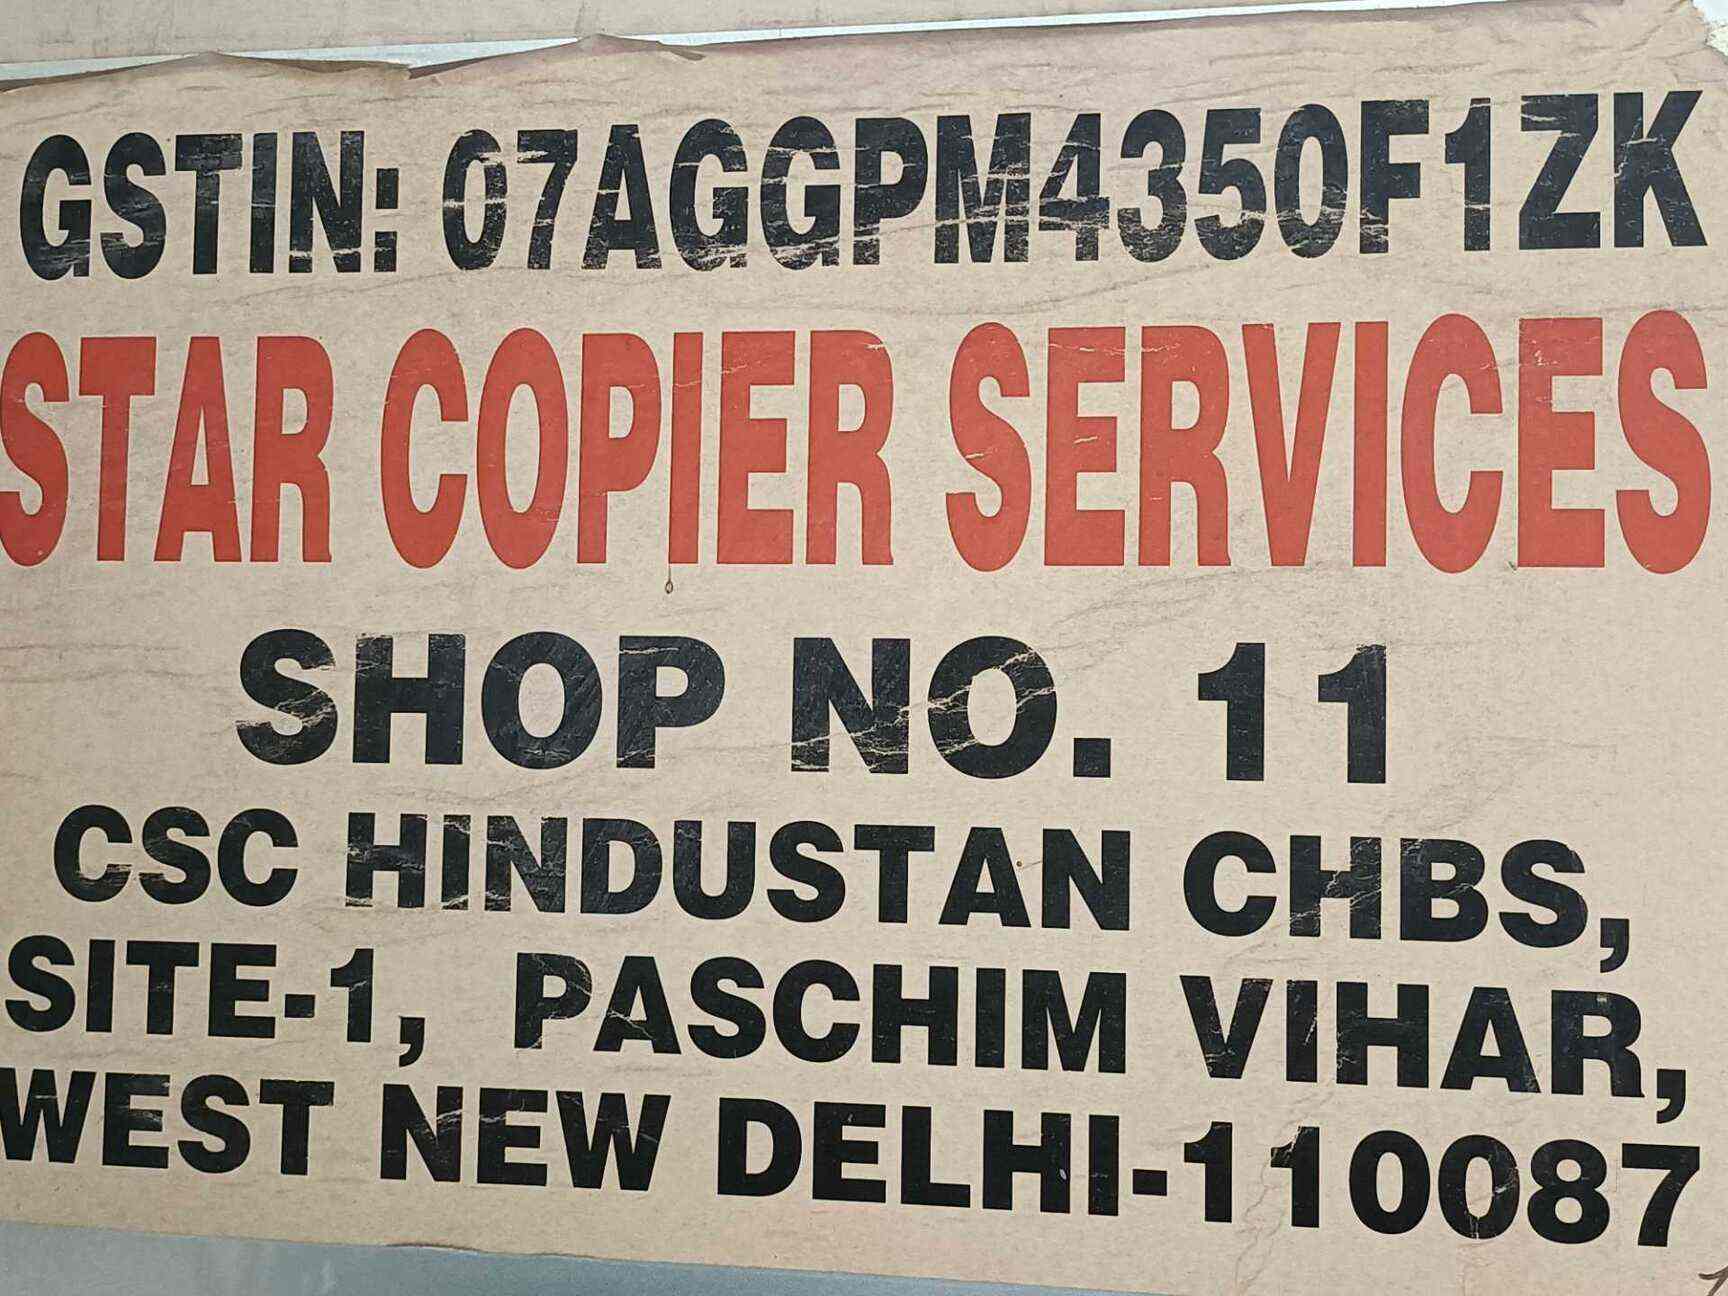 GSTIN: 07AGGPM4350F1ZK
STAR COPIER SERVICES
SHOP NO. 11
CSC HINDUSTAN CHBS,
SITE-1, PASCHIM VIHAR,
WEST NEW DELHI-110087